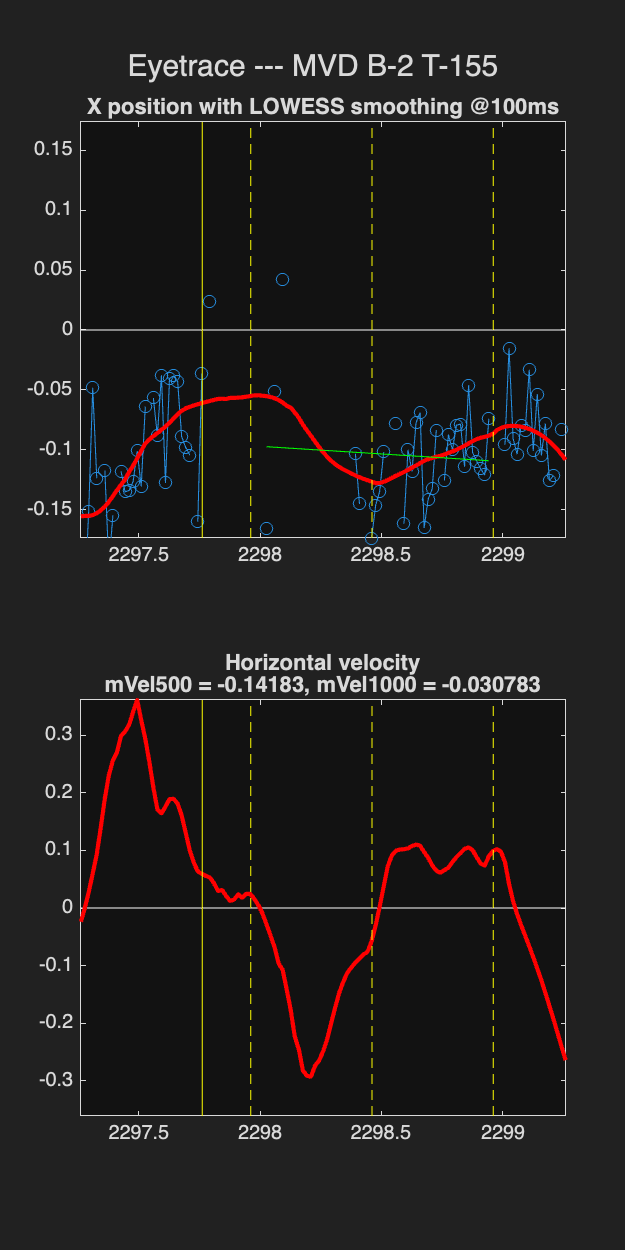 Eyetrace --- MVD B-2 T-155
X position with LOWESS smoothing @100ms
0.15
0.1
0.05
0
-0.05
-0.1
-0.15
2297.5 2298 2298.5 2299
Horizontal velocity
mVel500 = -0.14183, mVel1000 = -0.030783
0.3
0.2
0.1
0
-0.1
-0.2
-0.3
2297.5 2298 2298.5 2299